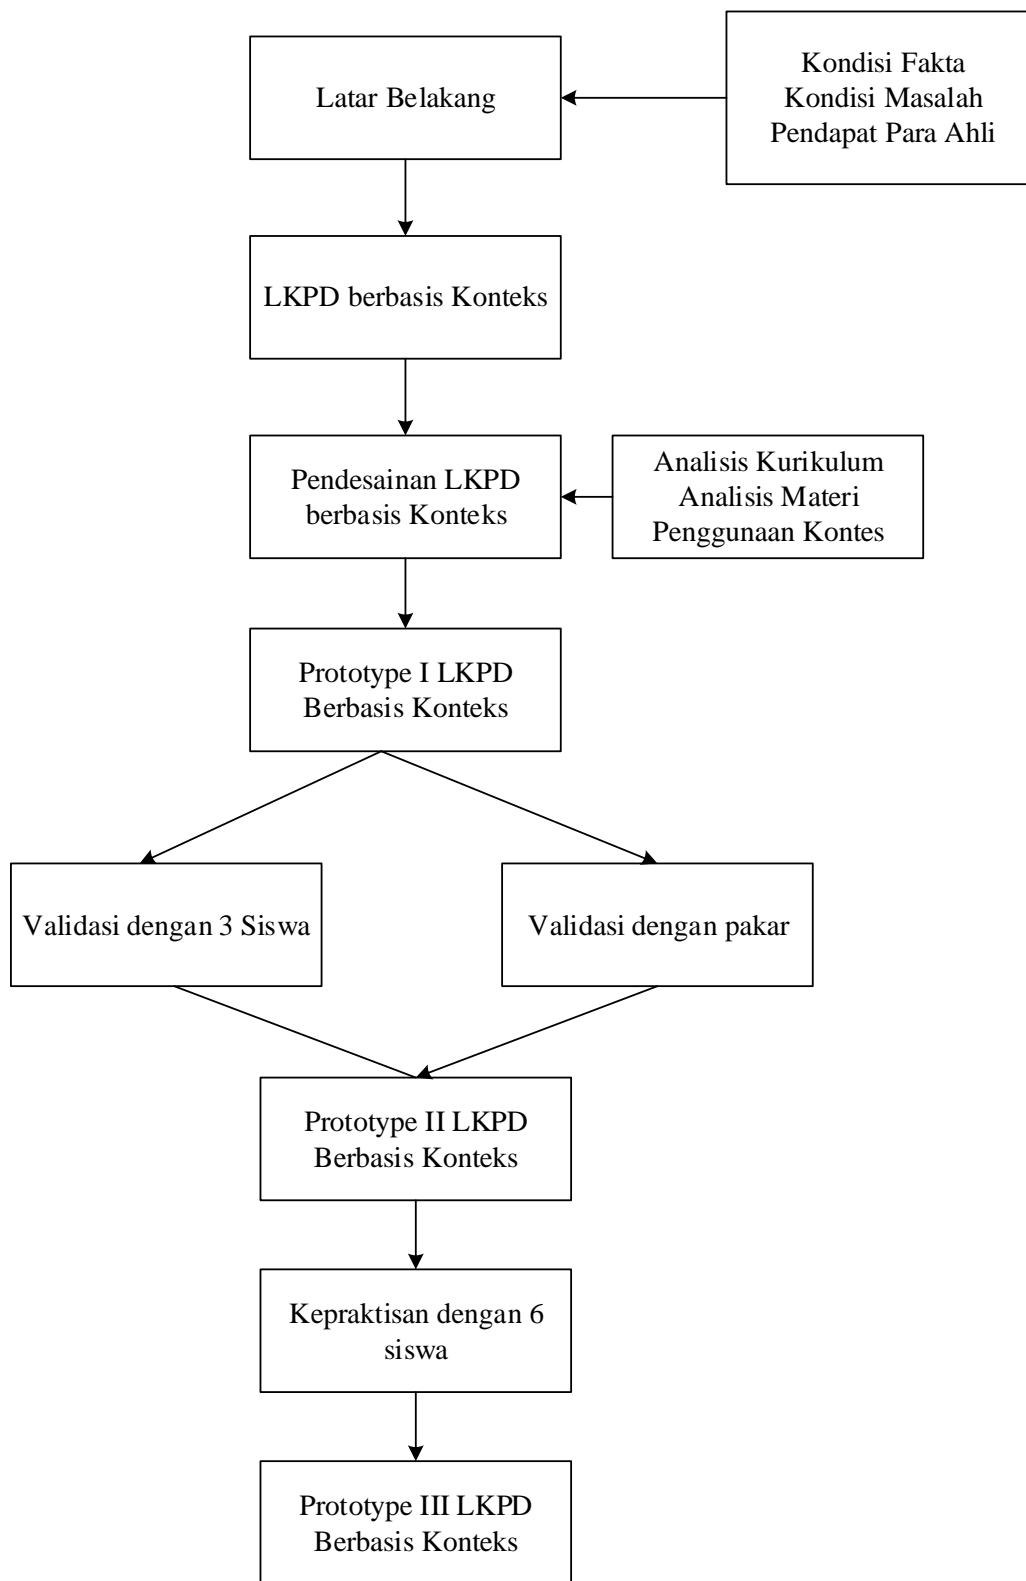 Latar Belakang
Kondisi Fakta
Kondisi Masalah
Pendapat Para Ahli
LKPD berbasis Konteks
Pendesainan LKPD
berbasis Konteks
Analisis Kurikulum
Analisis Materi
Penggunaan Kontes
Prototype I LKPD
Berbasis Konteks
Validasi dengan 3 Siswa
Validasi dengan pakar
Prototype II LKPD
Berbasis Konteks
Kepraktisan dengan 6
siswa
Prototype III LKPD
Berbasis Konteks